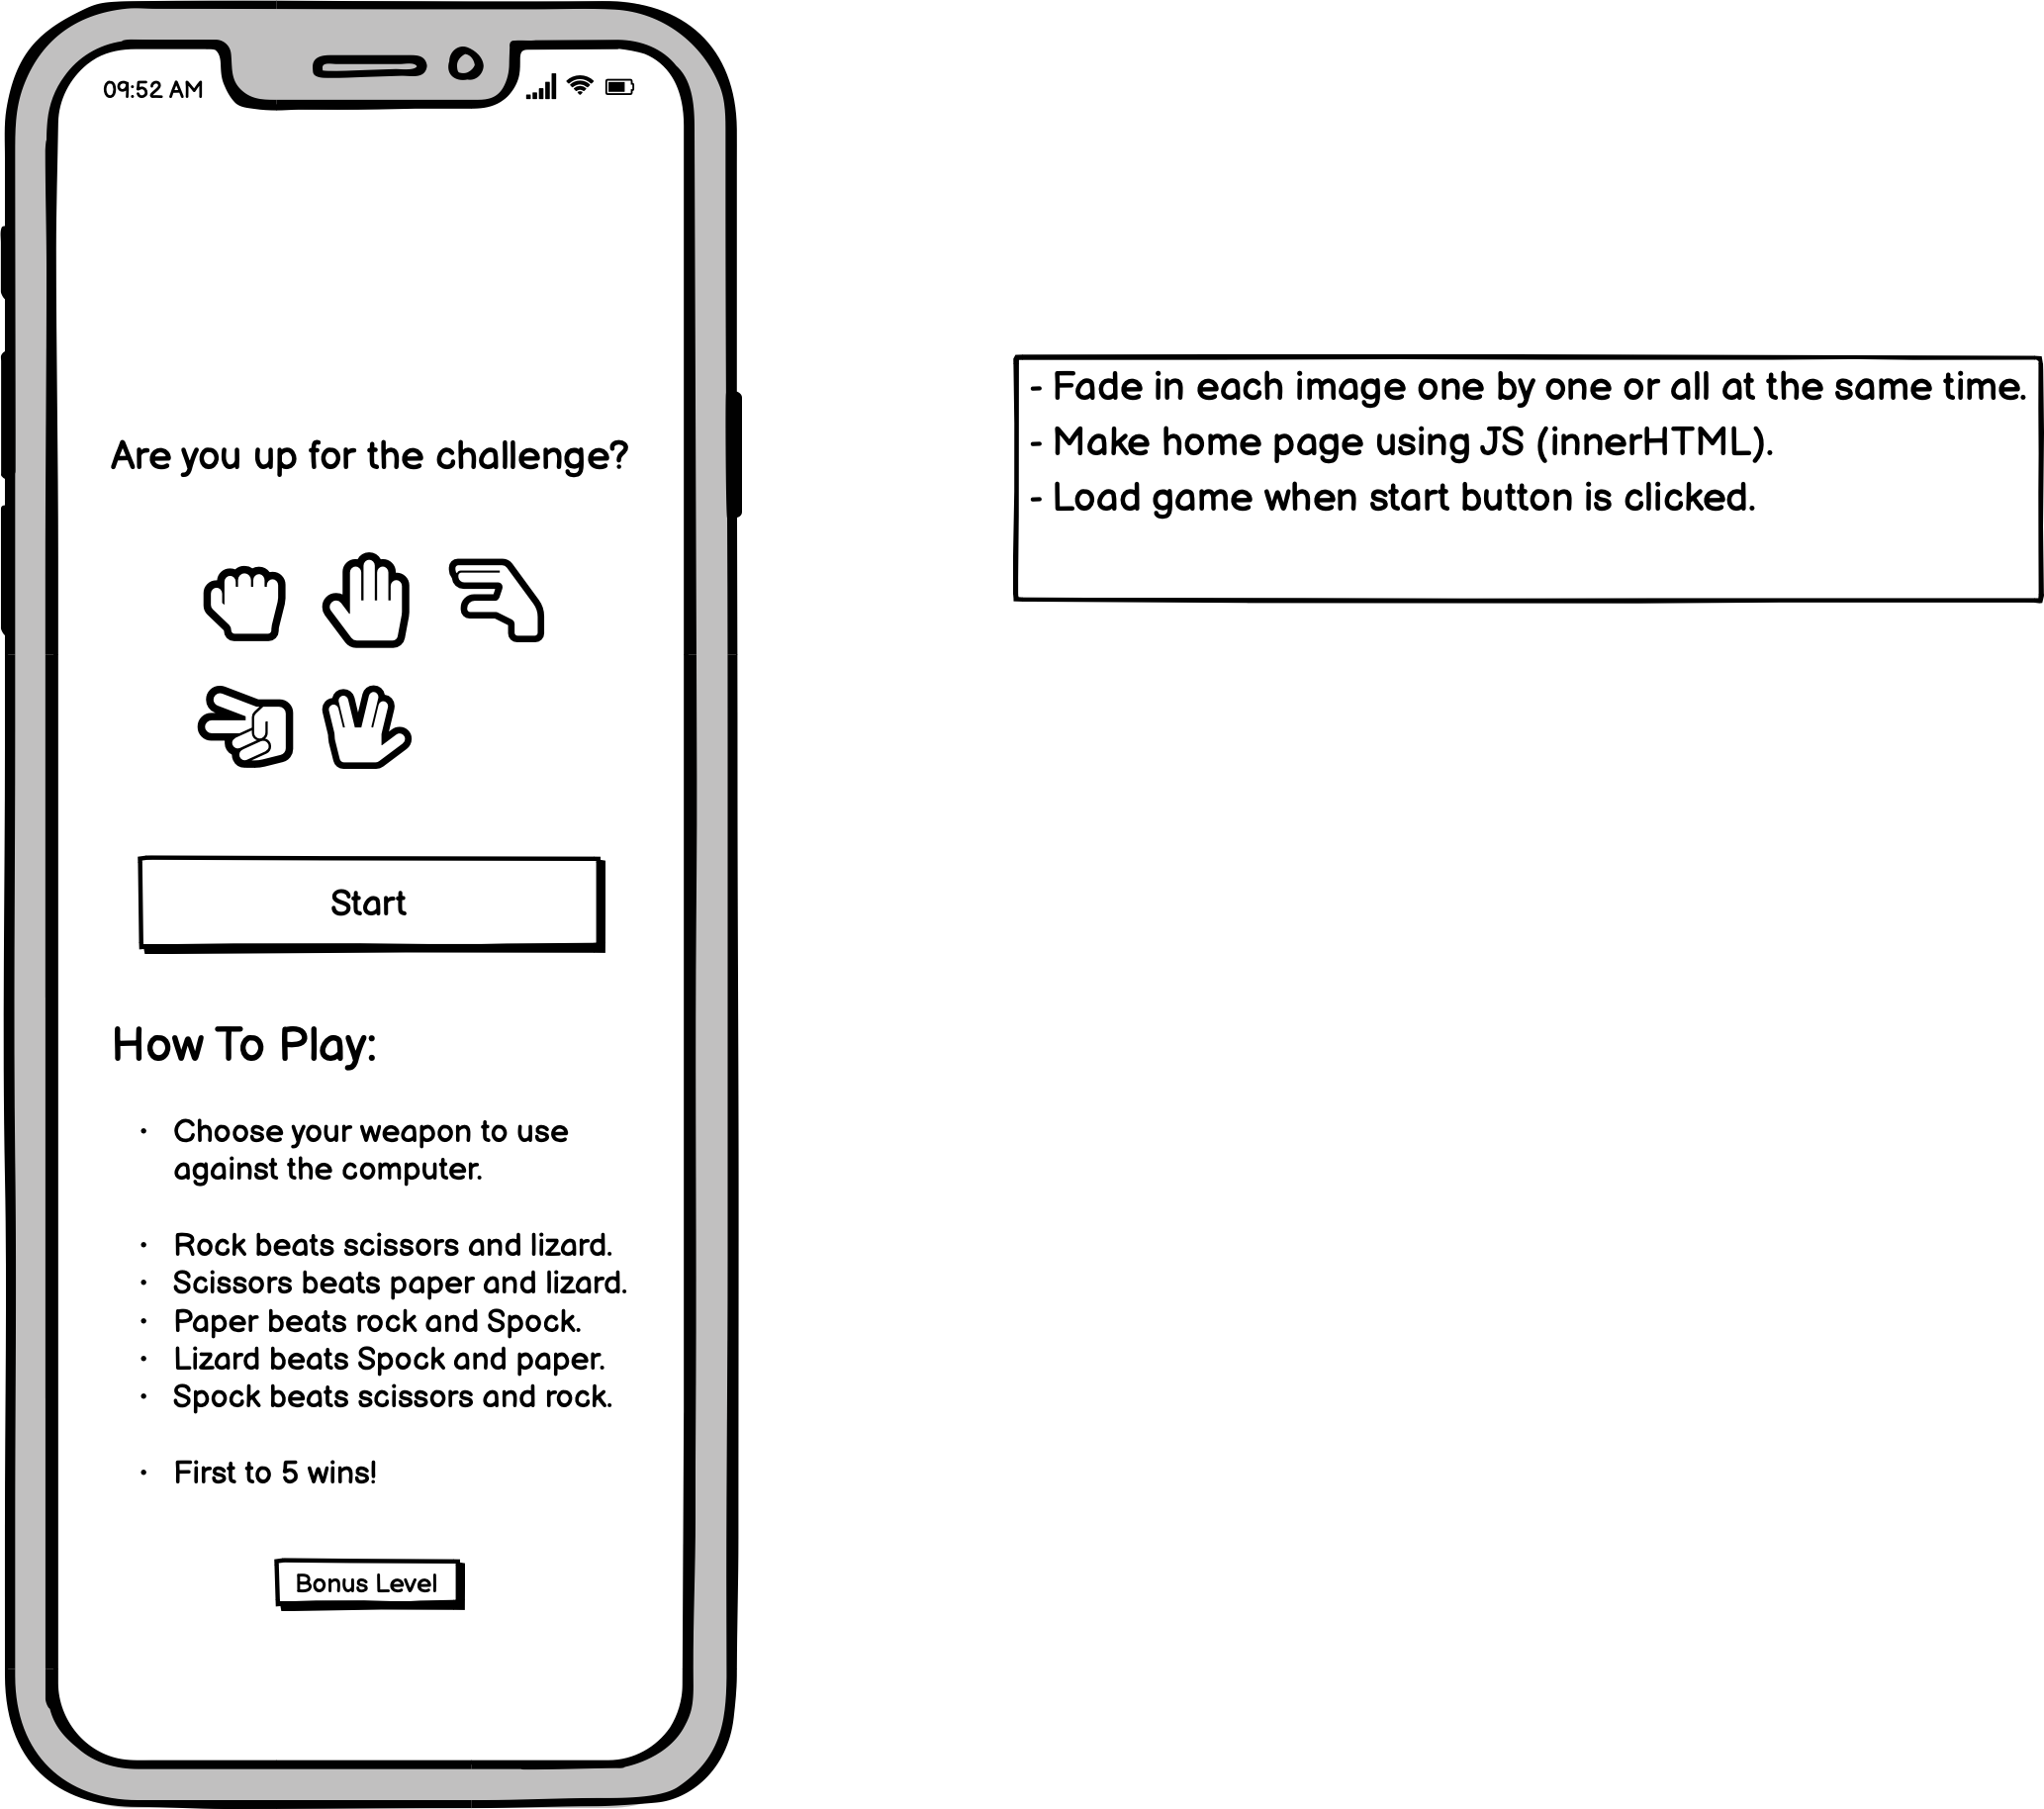 09:52 AM
Are you up for the challenge?
Start
How To Play:
• Choose your weapon to use
against the computer.
• Rock beats scissors and lizard.
• Scissors beats paper and lizard.
• Paper beats rock and Spock.
• Lizard beats Spock and paper.
• Spock beats scissors and rock.
• First to 5 wins!
Bonus Level
- Fade in each image one by one or all at the same time.
- Make home page using JS (innerHTML).
- Load game when start button is clicked.